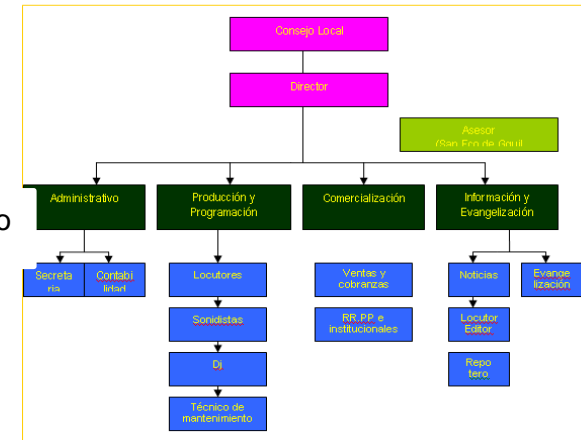 Consejo Local
Director
Asesor
(San Fco de Gquil
Administrativo
Producción y
Programación
Comercialización
Información y
Evangelización
o
Secreta
ria
Contabi
lidad
Locutores
Ventas y
cobranzas
Noticias
Evange
lización
Sonidistas
RR.PP e
institucionales
Locutor
Editor
Dj
Repo
tero
Técnico de
mantenimiento